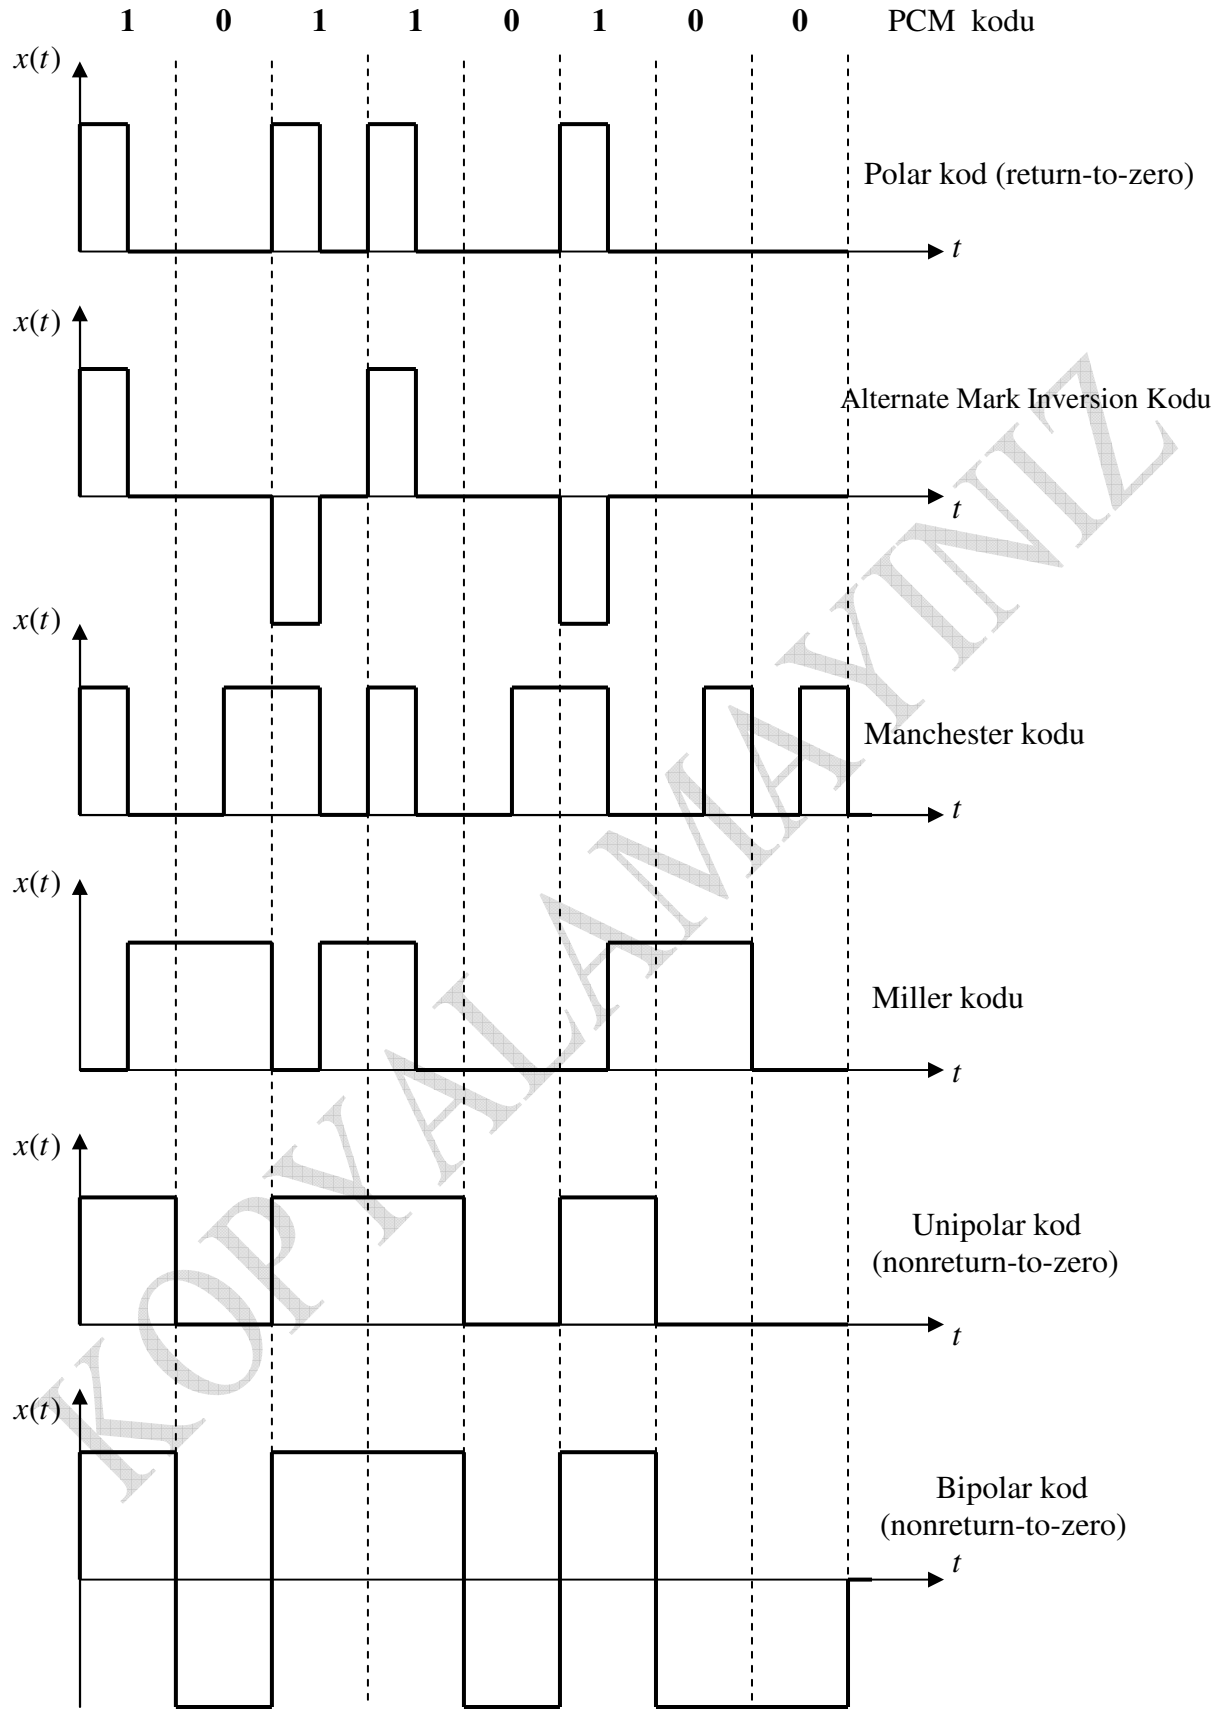 1 0 1 1 0 1 0 0 PCM kodu
x(t)
Polar kod (return-to-zero)
t
x(t)
Alternate Mark Inversion Kodu
t
x(t)
Manchester kodu
t
x(t)
Miller kodu
t
x(t)
Unipolar kod
(nonreturn-to-zero)
t
x(t)
Bipolar kod
(nonreturn-to-zero)
t
KOPYALAMAYINIZ